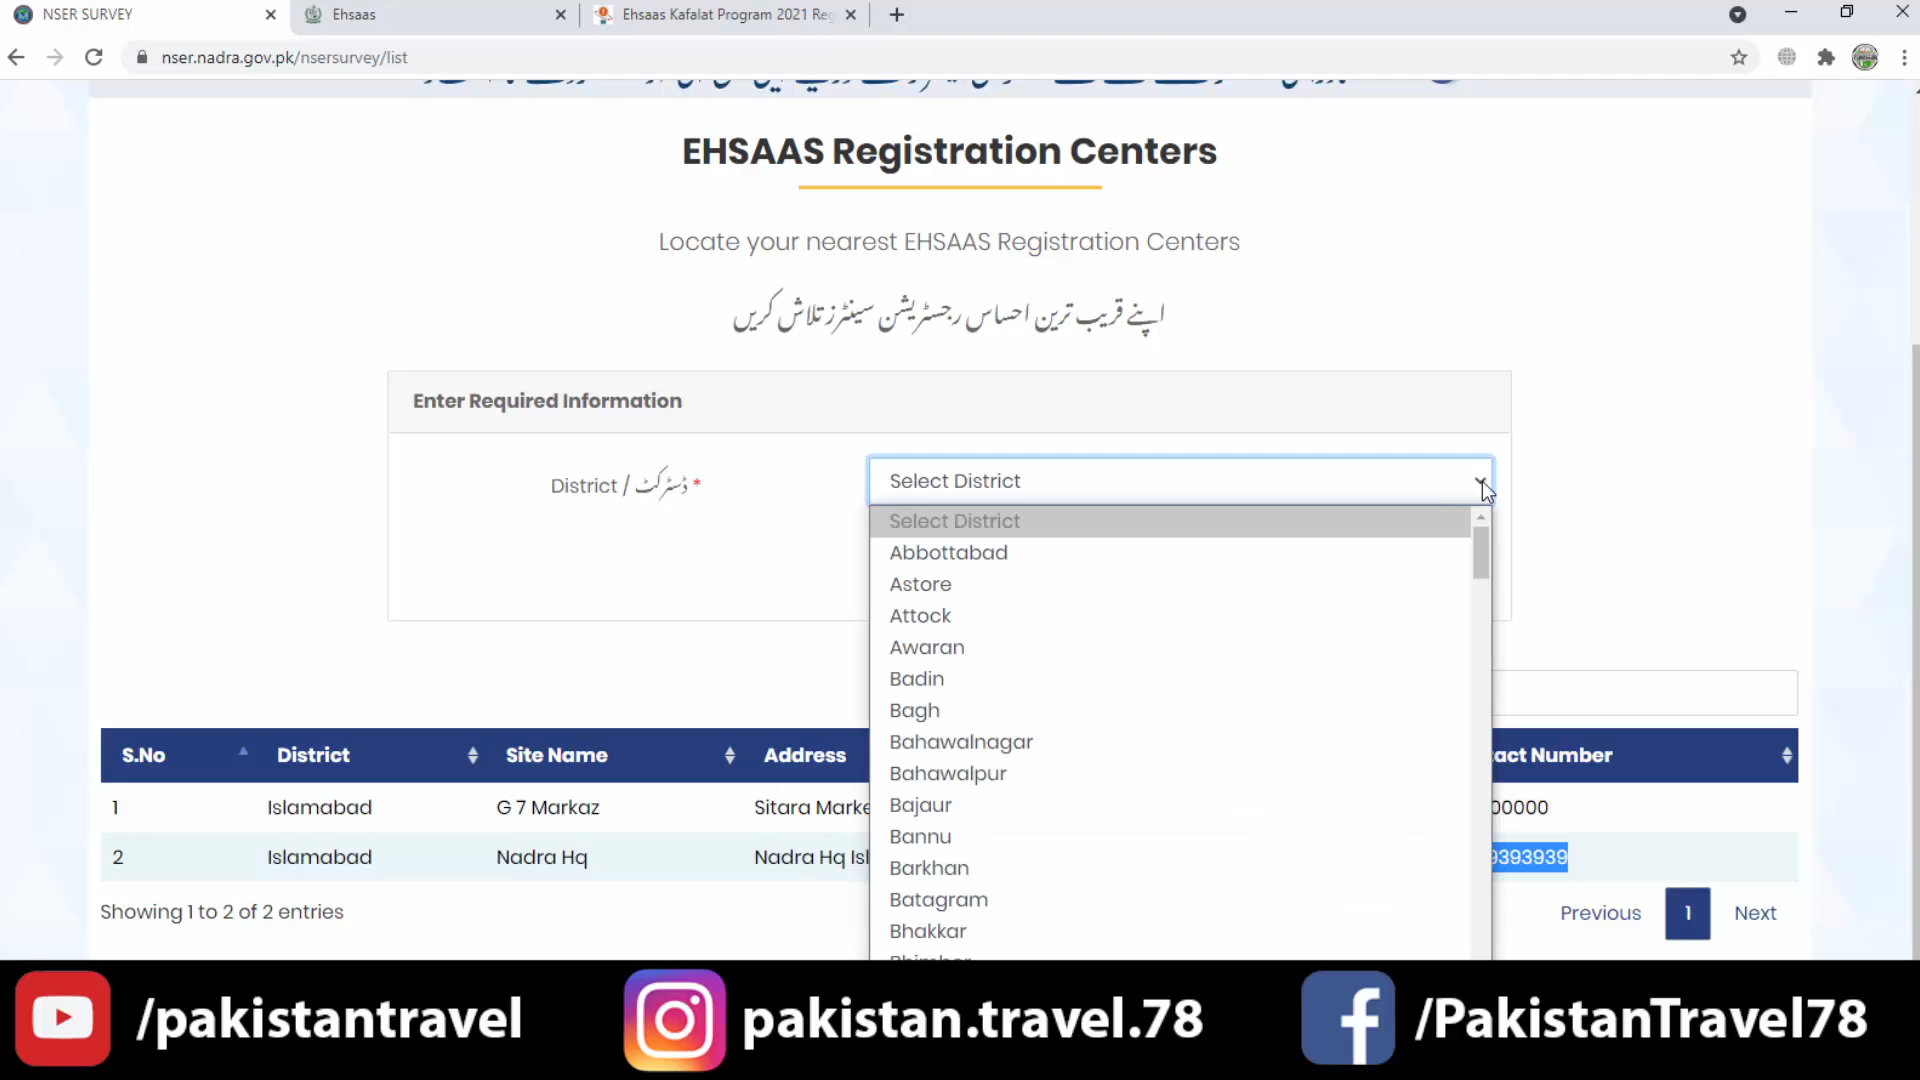 NSER SURVEY
Ehsaas
Ehsaas Kafalat Program 2021 Reg
nser.nadra.gov.pk/nsersurvey/list
EHSAAS Registration Centers
Locate your nearest EHSAAS Registration Centers
اپنے قریب ترین احساس رجسٹریشن سینٹرز تلاش کریں
Enter Required Information
District / ڈسٹرکٹ *
Select District
Select District
Abbottabad
Astore
Attock
Awaran
Badin
Bagh
Bahawalnagar
Bahawalpur
Bajaur
Bannu
Barkhan
Batagram
Bhakkar
S.No District Site Name Address act Number
1 Islamabad G 7 Markaz Sitara Marke 00000
2 Islamabad Nadra Hq Nadra Hq Isl 9393939
Showing 1 to 2 of 2 entries
Previous 1 Next
/pakistantravel
pakistan.travel.78
/PakistanTravel78